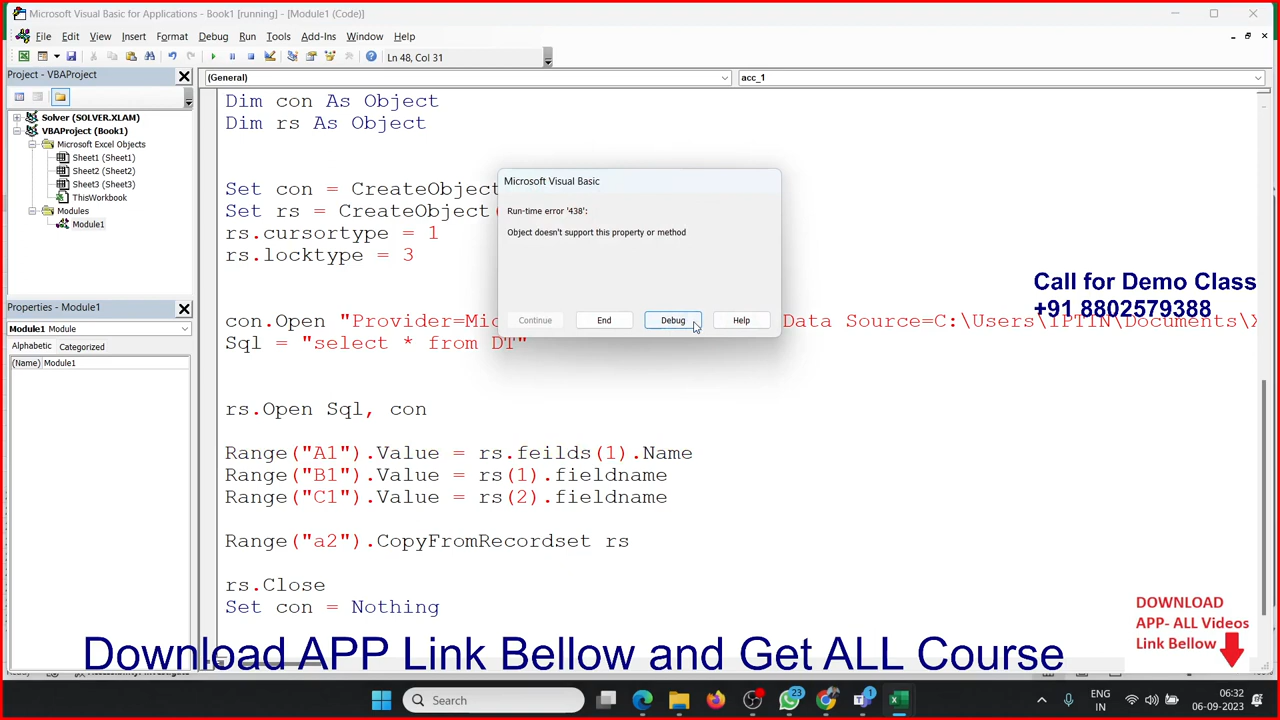 Microsoft Visual Basic for Applications - Book1 [running] - [Module1 (Code)]
File Edit View Insert Format Debug Run Tools Add-Ins Window Help
Ln 48, Col 31
Project - VBAProject
(General)
acc_1
Solver (SOLVER.XLAM)
VBAProject (Book1)
Microsoft Excel Objects
Sheet1 (Sheet1)
Sheet2 (Sheet2)
Sheet3 (Sheet3)
ThisWorkbook
Modules
Module1
Properties - Module1
Module1 Module
Alphabetic Categorized
(Name) Module1
Dim con As Object
Dim rs As Object
Set con = CreateObject
Set rs = CreateObject(
rs.cursortype = 1
rs.locktype = 3
con.Open "Provider=Mic
Data Source=C:\Users\IPTIN\Documents\X
Sql = "select * from DT"
rs.Open Sql, con
Range("A1").Value = rs.feilds(1).Name
Range("B1").Value = rs(1).fieldname
Range("C1").Value = rs(2).fieldname
Range("a2").CopyFromRecordset rs
rs.Close
Set con = Nothing
Microsoft Visual Basic
Run-time error '438':
Object doesn't support this property or method
Continue End Debug Help
Call for Demo Class
+91 8802579388
DOWNLOAD
APP- ALL Videos
Link Bellow
Download APP Link Bellow and Get ALL Course
Search
23
1
ENG
IN
06:32
06-09-2023